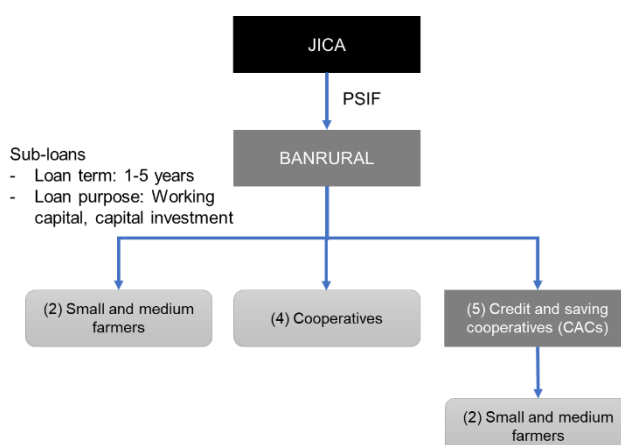 JICA
PSIF
BANRURAL
Sub-loans
- Loan term: 1-5 years
- Loan purpose: Working
capital, capital investment
(2) Small and medium
farmers
(4) Cooperatives
(5) Credit and saving
cooperatives (CACs)
(2) Small and medium
farmers